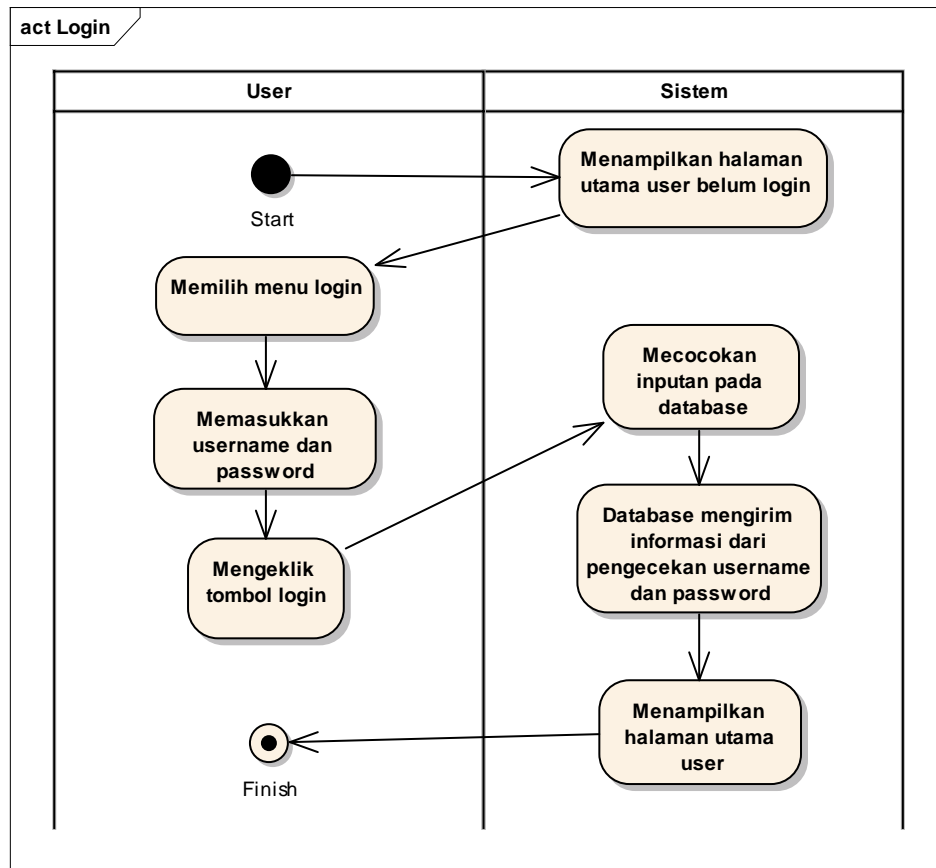 act Login
User
Sistem
Start
Menampilkan halaman
utama user belum login
Memilih menu login
Memasukkan
username dan
password
Mengeklik
tombol login
Mecocokan
inputan pada
database
Database mengirim
informasi dari
pengecekan username
dan password
Menampilkan
halaman utama
user
Finish